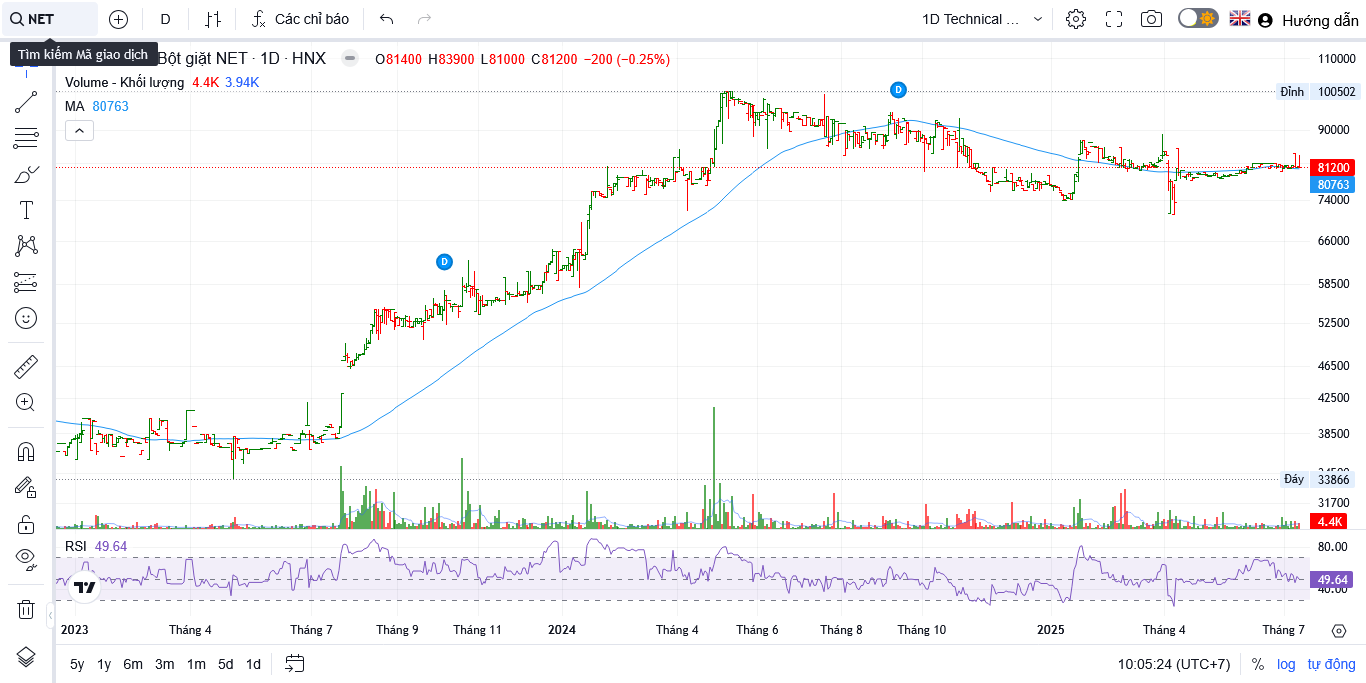 NET D Các chỉ báo 1D Technical ... Hướng dẫn
Tìm kiếm Mã giao dịch
Bột giặt NET · 1D · HNX O81400 H83900 L81000 C81200 −200 (−0.25%)
Volume - Khối lượng 4.4K 3.94K
MA 80763
110000
Đỉnh 100502
90000
81200
80763
74000
66000
58500
52500
46500
42500
38500
Đáy 33866
31700
4.4K
D
D
RSI 49.64
80.00
49.64
40.00
2023 Tháng 4 Tháng 7 Tháng 9 Tháng 11 2024 Tháng 4 Tháng 6 Tháng 8 Tháng 10 2025 Tháng 4 Tháng 7
5y 1y 6m 3m 1m 5d 1d 10:05:24 (UTC+7) % log tự động